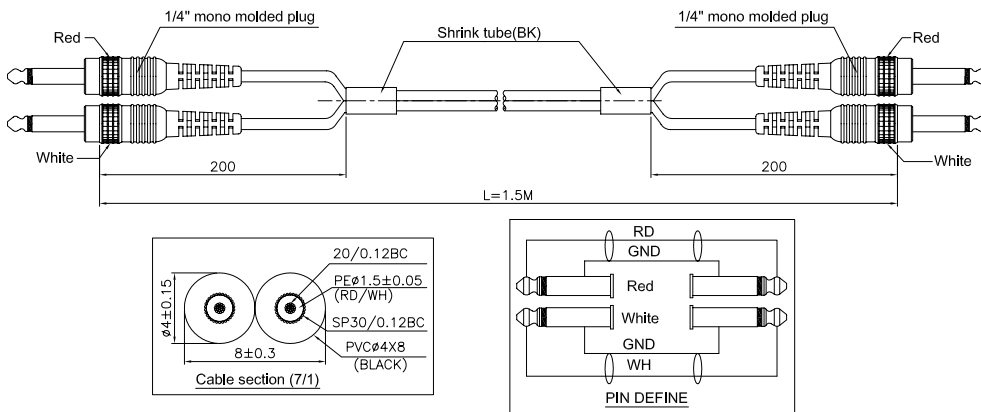 1/4" mono molded plug
1/4" mono molded plug
Red
Shrink tube(BK)
Red
White
White
200
200
L=1.5M
20/0.12BC
PEø1.5±0.05
(RD/WH)
SP30/0.12BC
PVCø4X8
(BLACK)
ø4±0.15
8±0.3
Cable section (7/1)
RD
GND
Red
White
GND
WH
PIN DEFINE